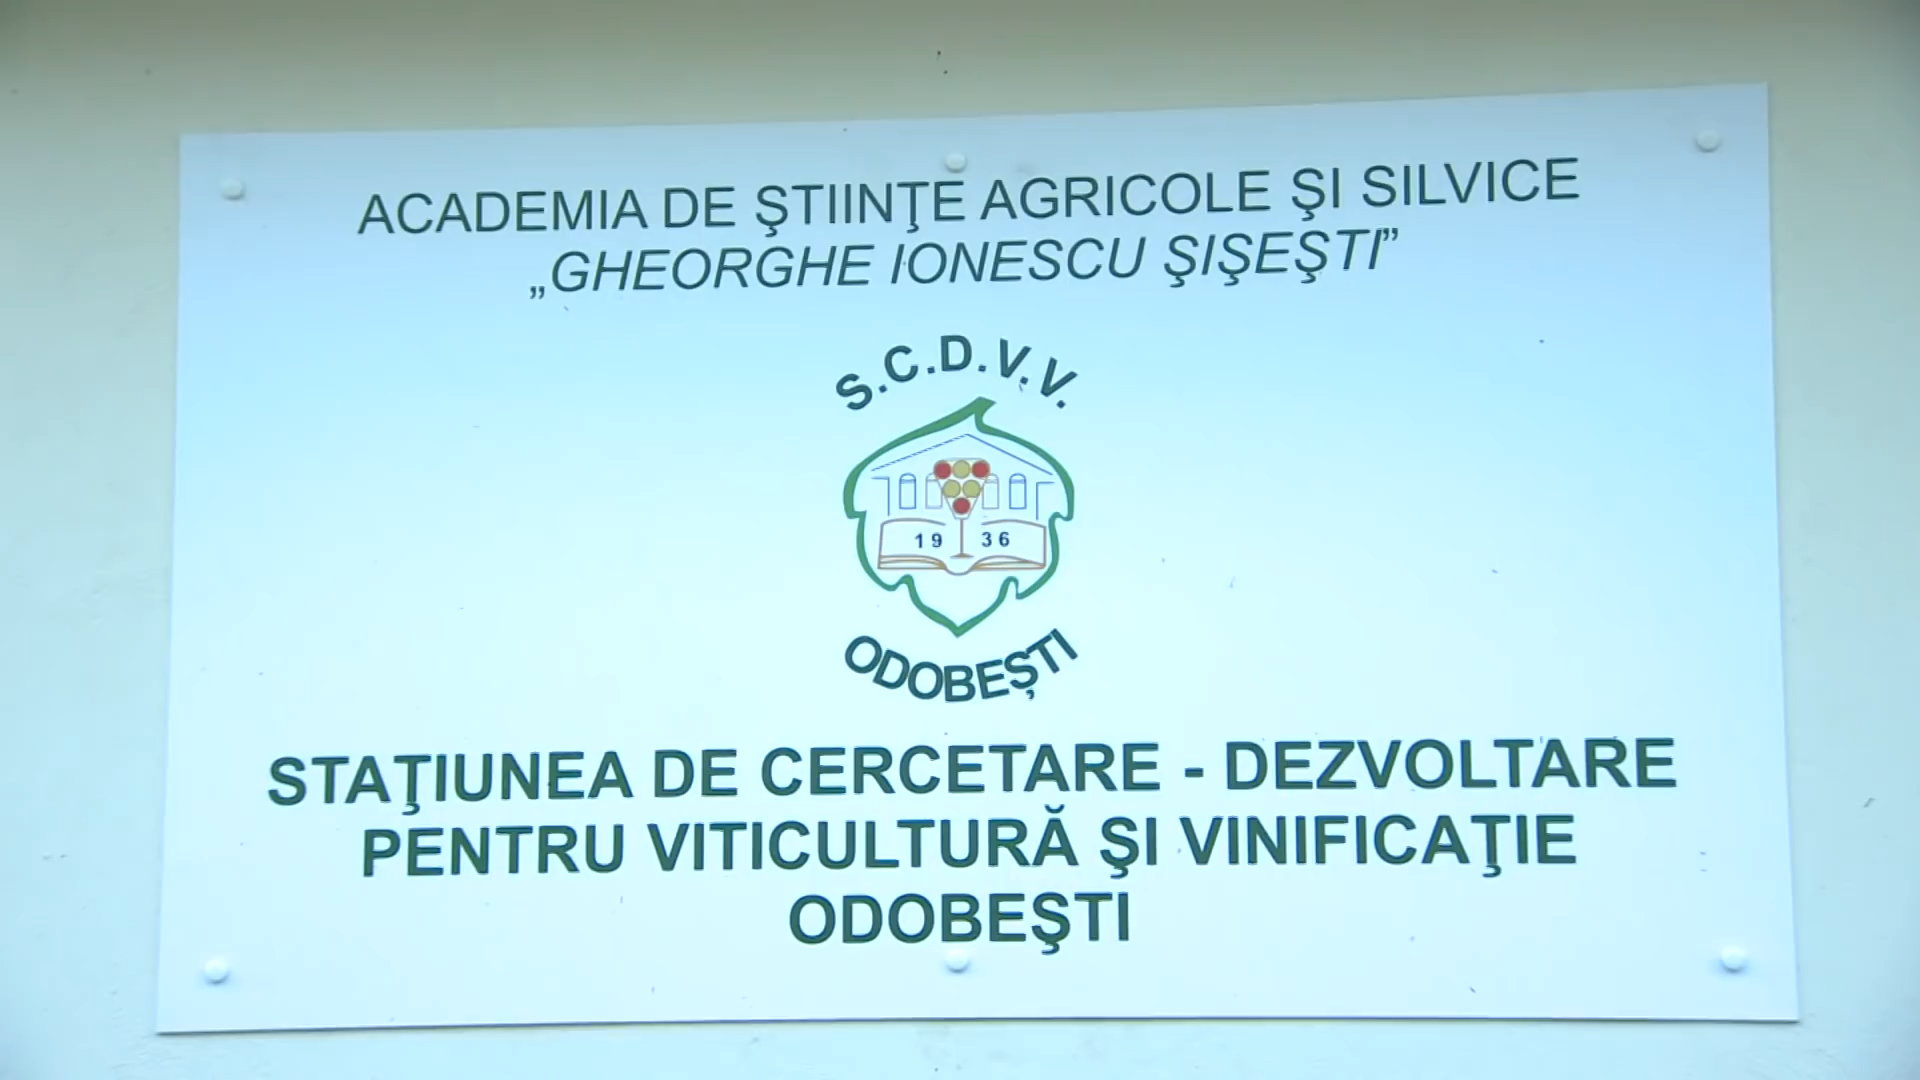 ACADEMIA DE ŞTIINŢE AGRICOLE ŞI SILVICE
„GHEORGHE IONESCU ŞIŞEŞTI”
S.C.D.V.V.
19 36
ODOBEȘTI
STAŢIUNEA DE CERCETARE - DEZVOLTARE
PENTRU VITICULTURĂ ŞI VINIFICAŢIE
ODOBEŞTI